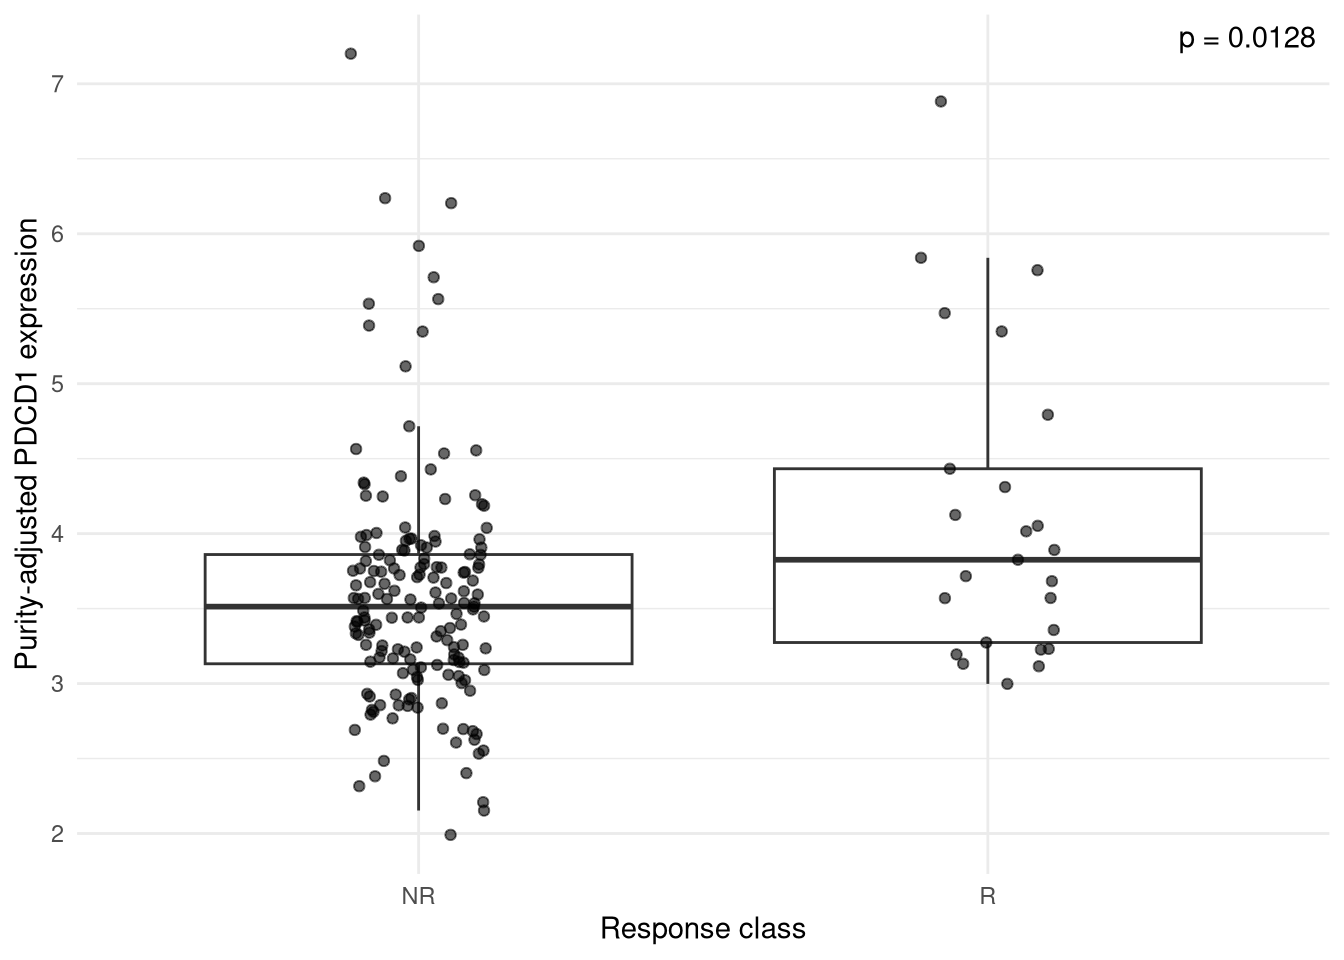 p = 0.0128
7
6
5
4
3
2
Purity-adjusted PDCD1 expression
NR
R
Response class